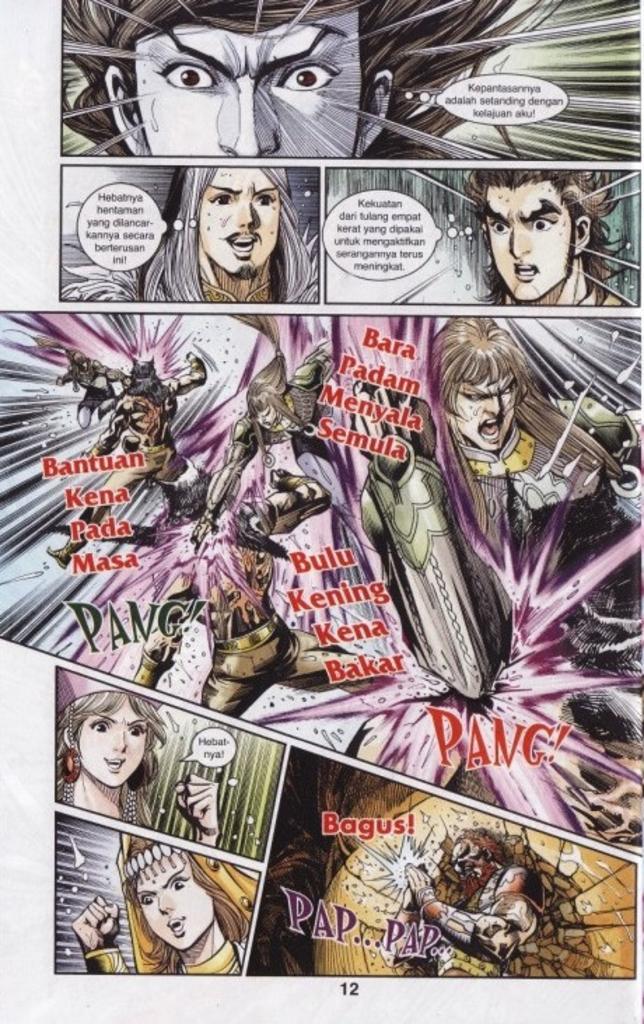 Kepantasannya
adalah setanding dengan
kelajuan aku!
Hebatnya
hentaman
yang dilancar-
kannya secara
berterusan
ini!
Kekuatan
dari tulang empat
kerat yang dipakai
untuk mengaktifkan
serangannya terus
meningkat.
Bantuan
Kena
Pada
Masa
PANG!
Bara
Padam
Menyala
Semula
Bulu
Kening
Kena
Bakar
PANG!
Hebat-
nya!
Bagus!
PAP...PAP...
12